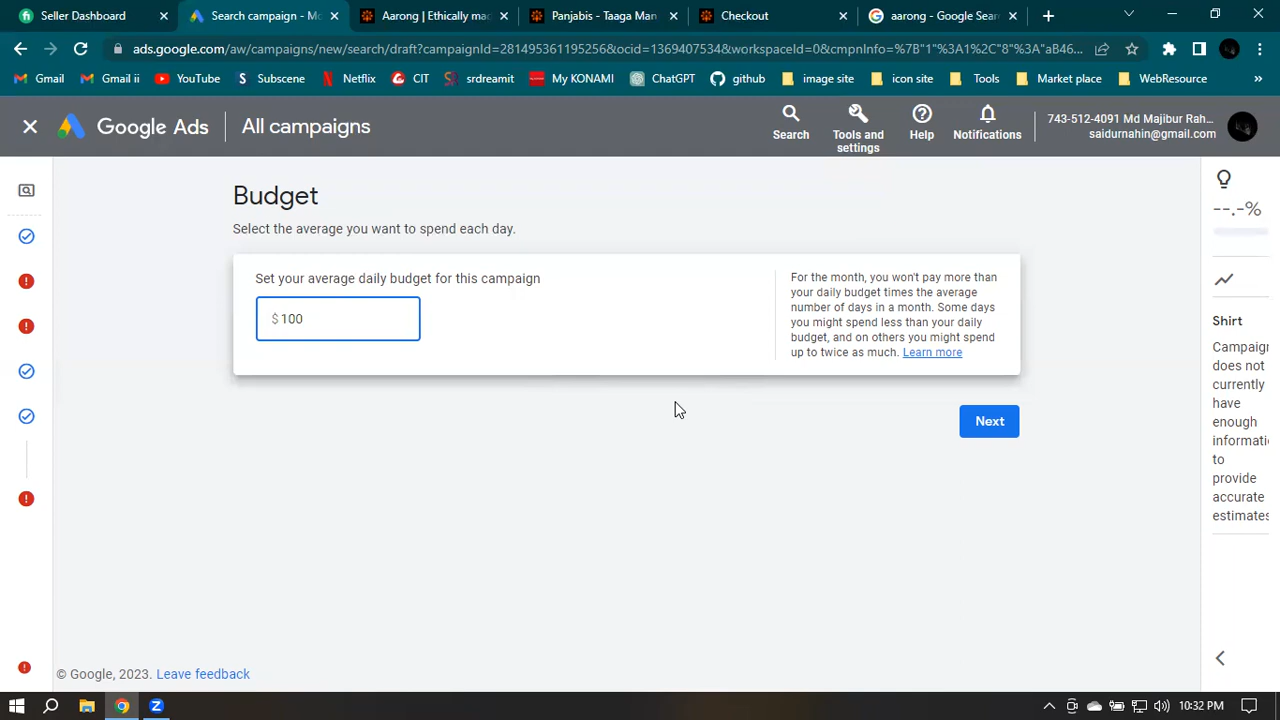 Seller Dashboard
Search campaign - Mo
Aarong | Ethically mac
Panjabis - Taaga Man
Checkout
aarong - Google Sear
ads.google.com/aw/campaigns/new/search/draft?campaignId=281495361195256&ocid=1369407534&workspaceId=0&cmpnInfo=%7B"1"%3A1%2C"8"%3A"aB46...
Gmail
Gmail ii
YouTube
Subscene
Netflix
CIT
srdreamit
My KONAMI
ChatGPT
github
image site
icon site
Tools
Market place
WebResource
»
Google Ads
All campaigns
Search
Tools and
settings
Help
Notifications
743-512-4091 Md Majibur Rah...
saidurnahin@gmail.com
Budget
Select the average you want to spend each day.
Set your average daily budget for this campaign
$ 100
For the month, you won't pay more than
your daily budget times the average
number of days in a month. Some days
you might spend less than your daily
budget, and on others you might spend
up to twice as much. Learn more
Next
--.-%
Shirt
Campaign
does not
currently
have
enough
informati
to
provide
accurate
estimates
© Google, 2023. Leave feedback
10:32 PM